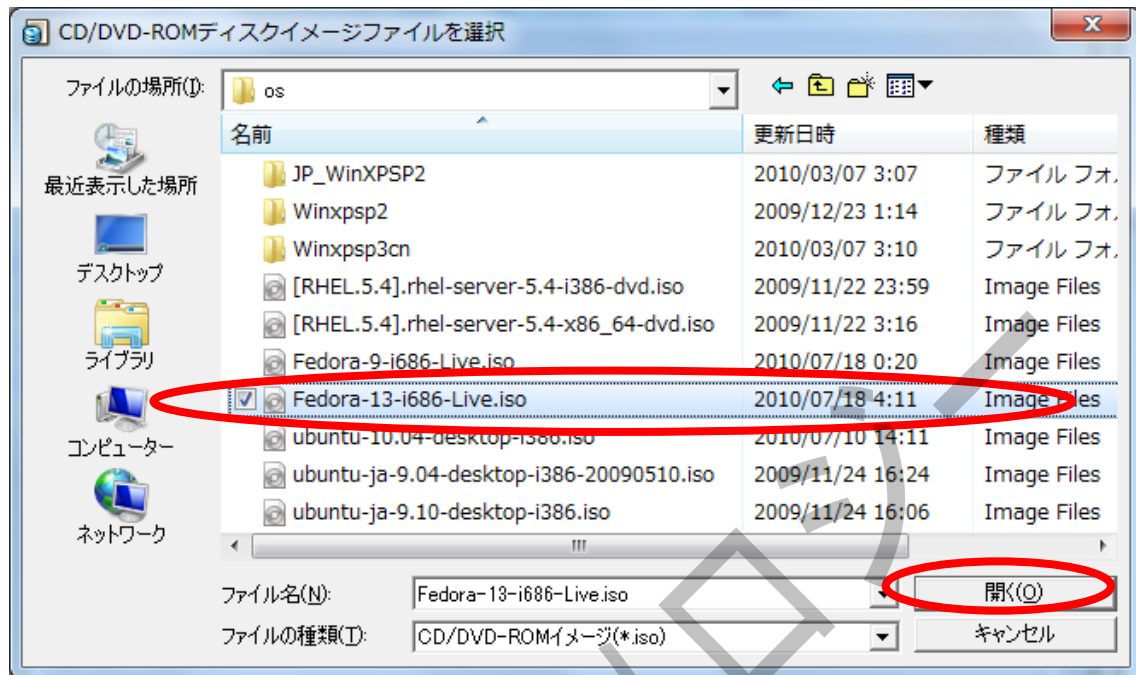 CD/DVD-ROMディスクイメージファイルを選択
ファイルの場所(I): os
名前 更新日時 種類
JP_WinXPSP2 2010/03/07 3:07 ファイル フォ
Winxpsp2 2009/12/23 1:14 ファイル フォ
Winxpsp3cn 2010/03/07 3:10 ファイル フォ
[RHEL.5.4].rhel-server-5.4-i386-dvd.iso 2009/11/22 23:59 Image Files
[RHEL.5.4].rhel-server-5.4-x86_64-dvd.iso 2009/11/22 3:16 Image Files
Fedora-9-i686-Live.iso 2010/07/18 0:20 Image Files
Fedora-13-i686-Live.iso 2010/07/18 4:11 Image Files
ubuntu-10.04-desktop-i386.iso 2010/07/10 14:11 Image Files
ubuntu-ja-9.04-desktop-i386-20090510.iso 2009/11/24 16:24 Image Files
ubuntu-ja-9.10-desktop-i386.iso 2009/11/24 16:06 Image Files
最近表示した場所
デスクトップ
ライブラリ
コンピューター
ネットワーク
ファイル名(N): Fedora-13-i686-Live.iso 開く(O)
ファイルの種類(T): CD/DVD-ROMイメージ(*.iso) キャンセル